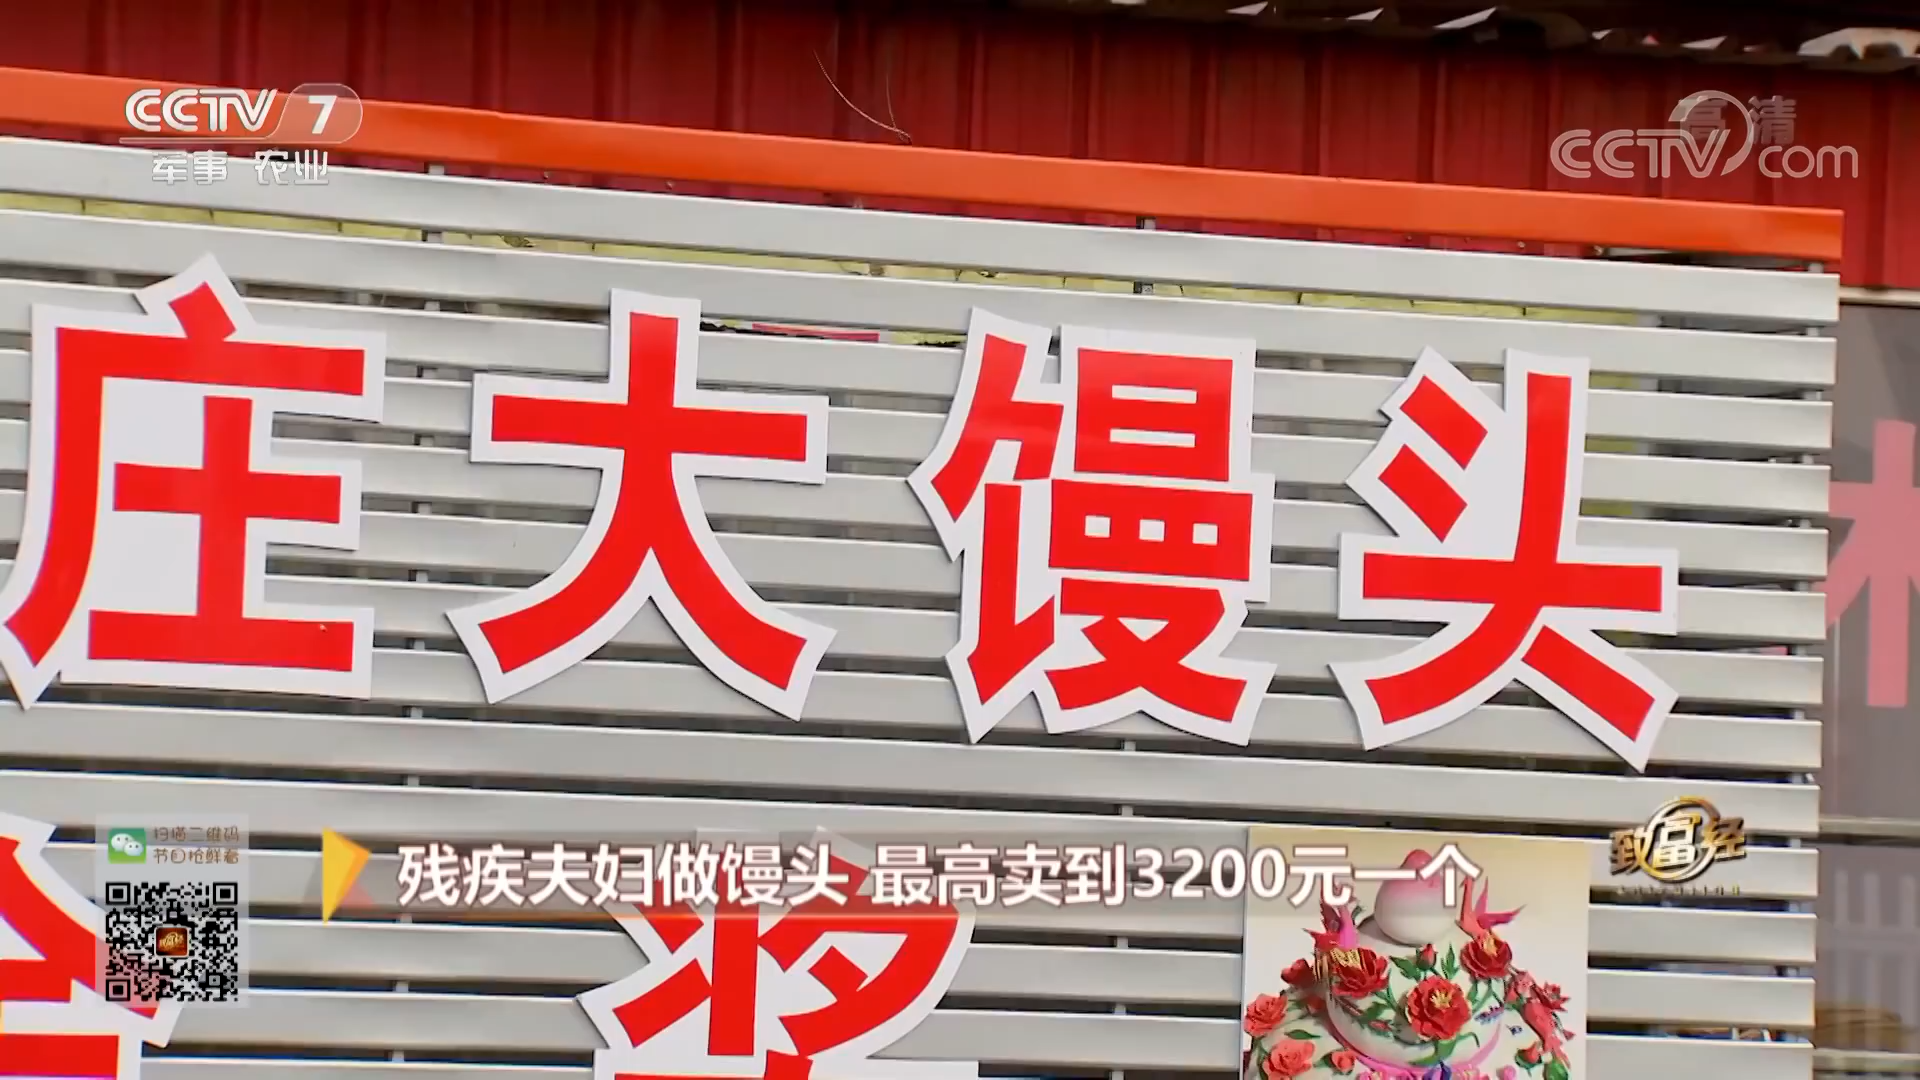 CCTV 7
军事 农业
高清
CCTV.com
庄大馒头
奖
扫描二维码
节目抢鲜看
残疾夫妇做馒头 最高卖到3200元一个
致富经